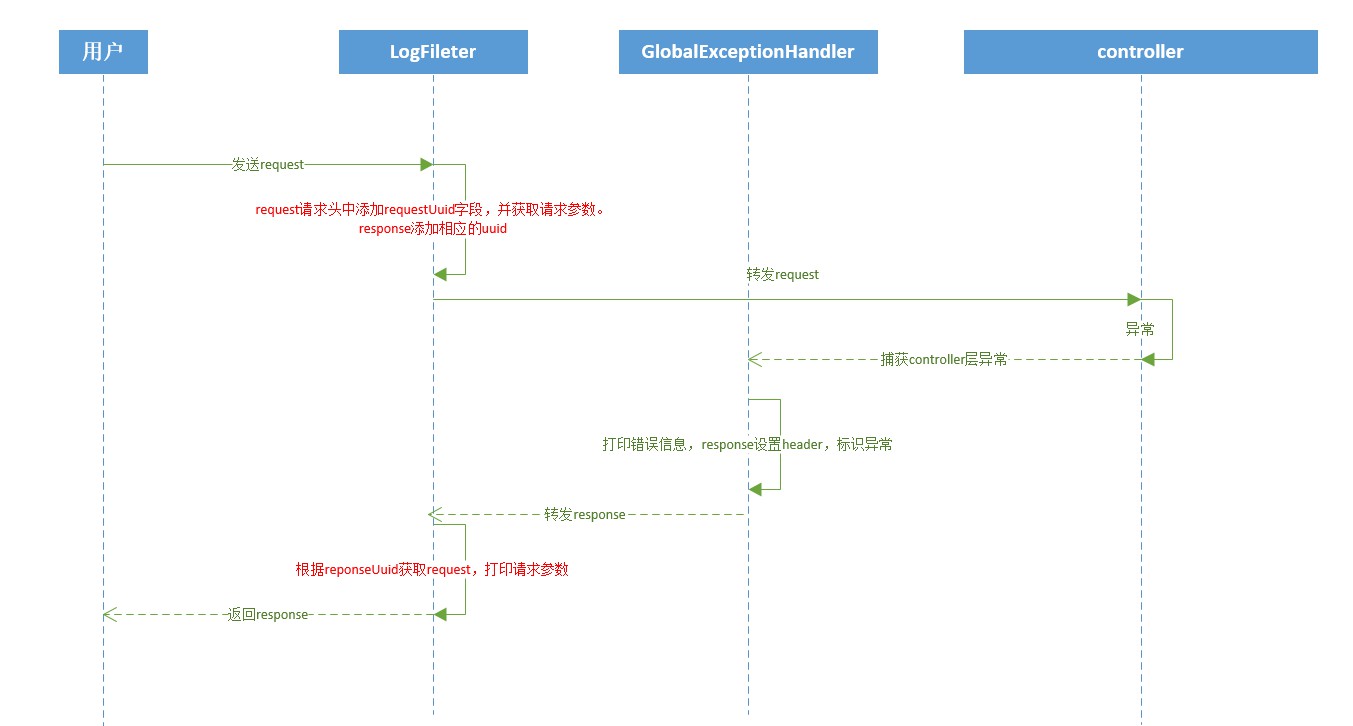 用户
LogFileter
GlobalExceptionHandler
controller
发送request
request请求头中添加requestUuid字段，并获取请求参数。
response添加相应的uuid
转发request
异常
捕获controller层异常
打印错误信息，response设置header，标识异常
转发response
根据reponseUuid获取request，打印请求参数
返回response